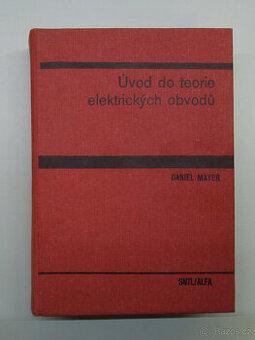 Úvod do teorie
elektrických obvodů
DANIEL MAYER
SNTL/ALFA